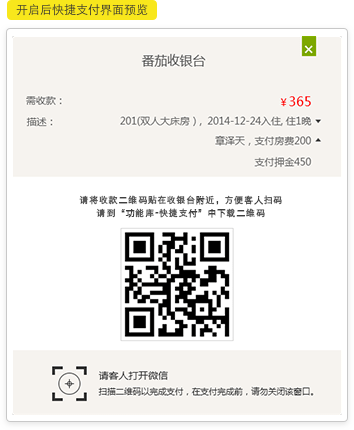 开启后快捷支付界面预览
番茄收银台
需收款：
¥365
描述：
201(双人大床房)，2014-12-24入住, 住1晚
章泽天，支付房费200
支付押金450
请将收款二维码贴在收银台附近，方便客人扫码
请到“功能库-快捷支付”中下载二维码
请客人打开微信
扫描二维码以完成支付，在支付完成前，请勿关闭该窗口。